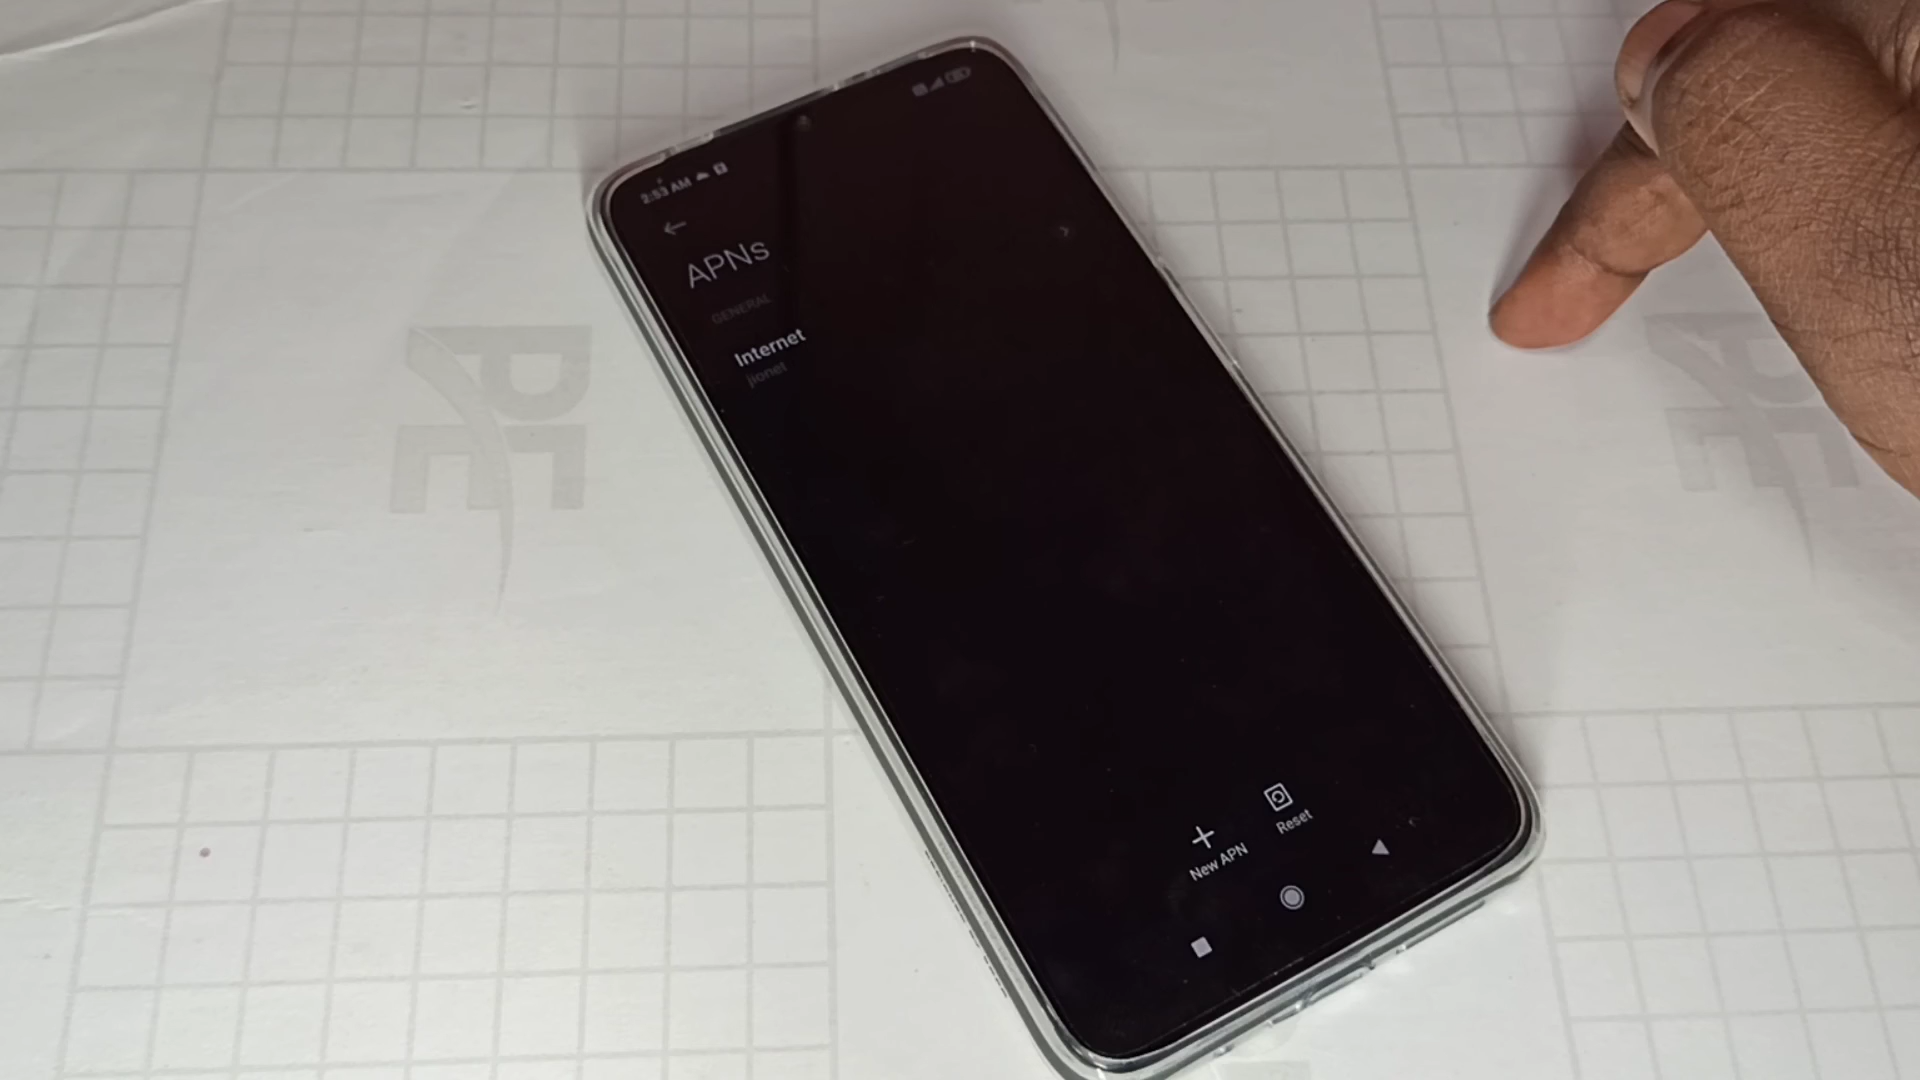 2:53 AM
APNs
GENERAL
Internet
jionet
New APN
Reset